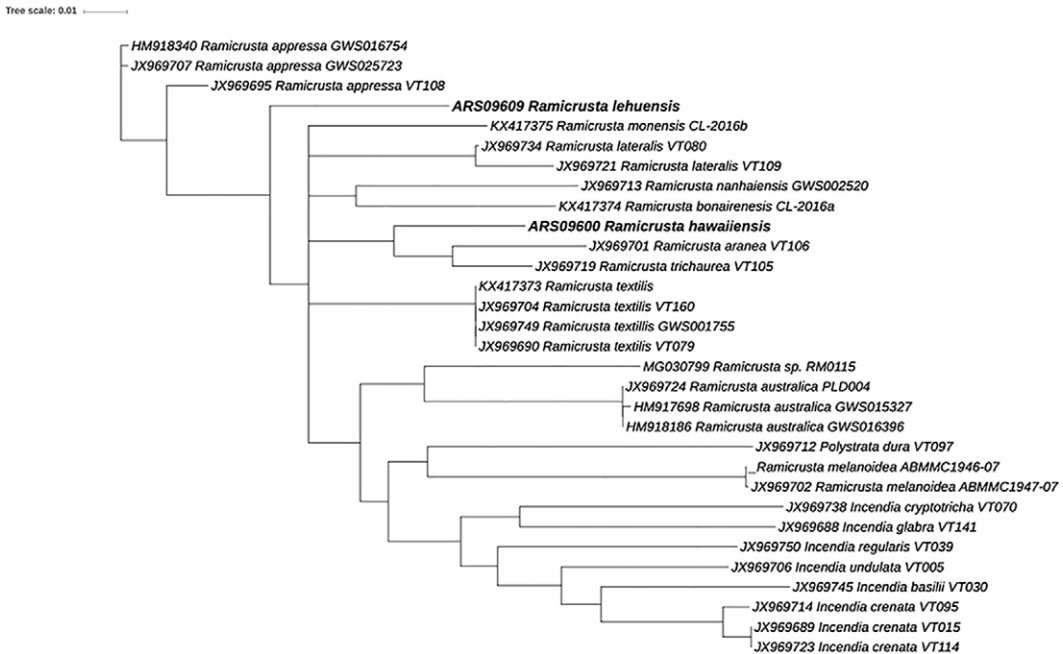 Tree scale: 0.01
HM918340 Ramicrusta appressa GWS016754
JX969707 Ramicrusta appressa GWS025723
JX969695 Ramicrusta appressa VT108
ARS09609 Ramicrusta lehuensis
KX417375 Ramicrusta monensis CL-2016b
JX969734 Ramicrusta lateralis VT080
JX969721 Ramicrusta lateralis VT109
JX969713 Ramicrusta nanhaiensis GWS002520
KX417374 Ramicrusta bonairenesis CL-2016a
ARS09600 Ramicrusta hawaiiensis
JX969701 Ramicrusta aranea VT106
JX969719 Ramicrusta trichaurea VT105
KX417373 Ramicrusta textilis
JX969704 Ramicrusta textilis VT160
JX969749 Ramicrusta textillis GWS001755
JX969690 Ramicrusta textilis VT079
MG030799 Ramicrusta sp. RM0115
JX969724 Ramicrusta australica PLD004
HM917698 Ramicrusta australica GWS015327
HM918186 Ramicrusta australica GWS016396
JX969712 Polystrata dura VT097
Ramicrusta melanoidea ABMMC1946-07
JX969702 Ramicrusta melanoidea ABMMC1947-07
JX969738 Incendia cryptotricha VT070
JX969688 Incendia glabra VT141
JX969750 Incendia regularis VT039
JX969706 Incendia undulata VT005
JX969745 Incendia basilii VT030
JX969714 Incendia crenata VT095
JX969689 Incendia crenata VT015
JX969723 Incendia crenata VT114